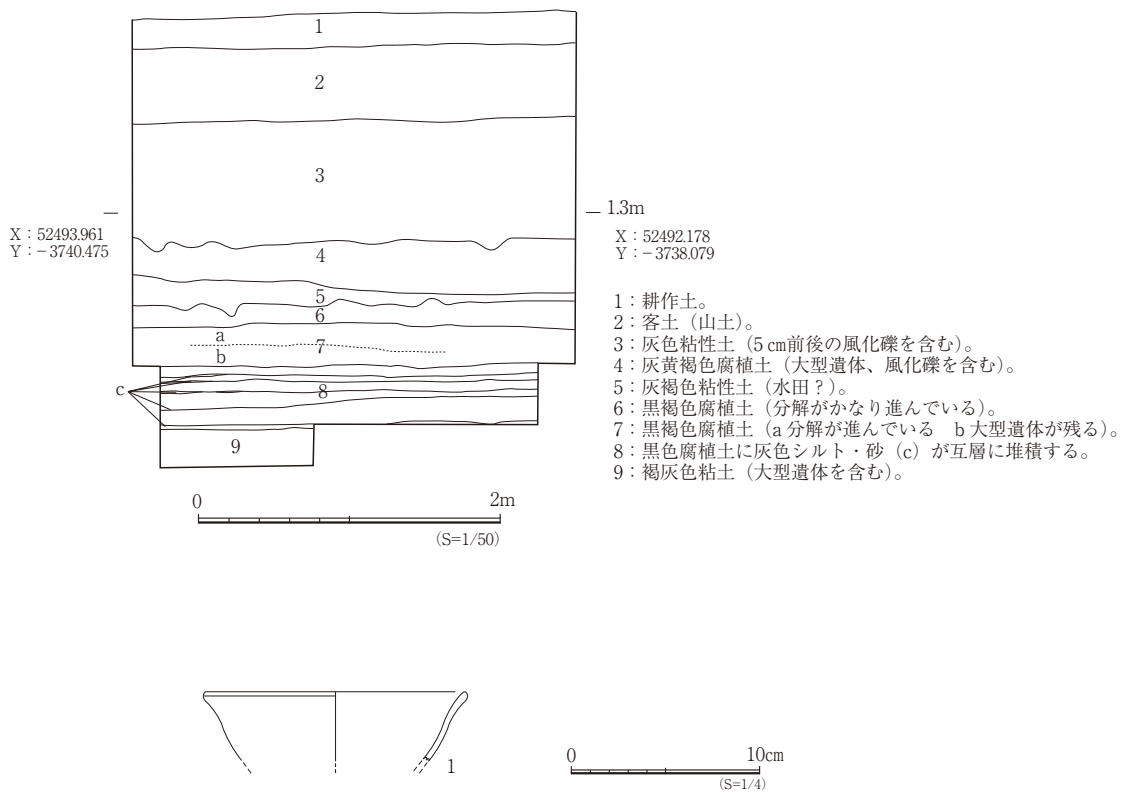 1
2
3
1.3m
X：52493.961
Y：−3740.475
X：52492.178
Y：−3738.079
4
5
6
a
7
b
c
8
9
1：耕作土。
2：客土（山土）。
3：灰色粘性土（5㎝前後の風化礫を含む）。
4：灰黄褐色腐植土（大型遺体、風化礫を含む）。
5：灰褐色粘性土（水田？）。
6：黒褐色腐植土（分解がかなり進んでいる）。
7：黒褐色腐植土（a 分解が進んでいる　b 大型遺体が残る）。
8：黒色腐植土に灰色シルト・砂（c）が互層に堆積する。
9：褐灰色粘土（大型遺体を含む）。
0 2m
(S=1/50)
1
0 10㎝
(S=1/4)